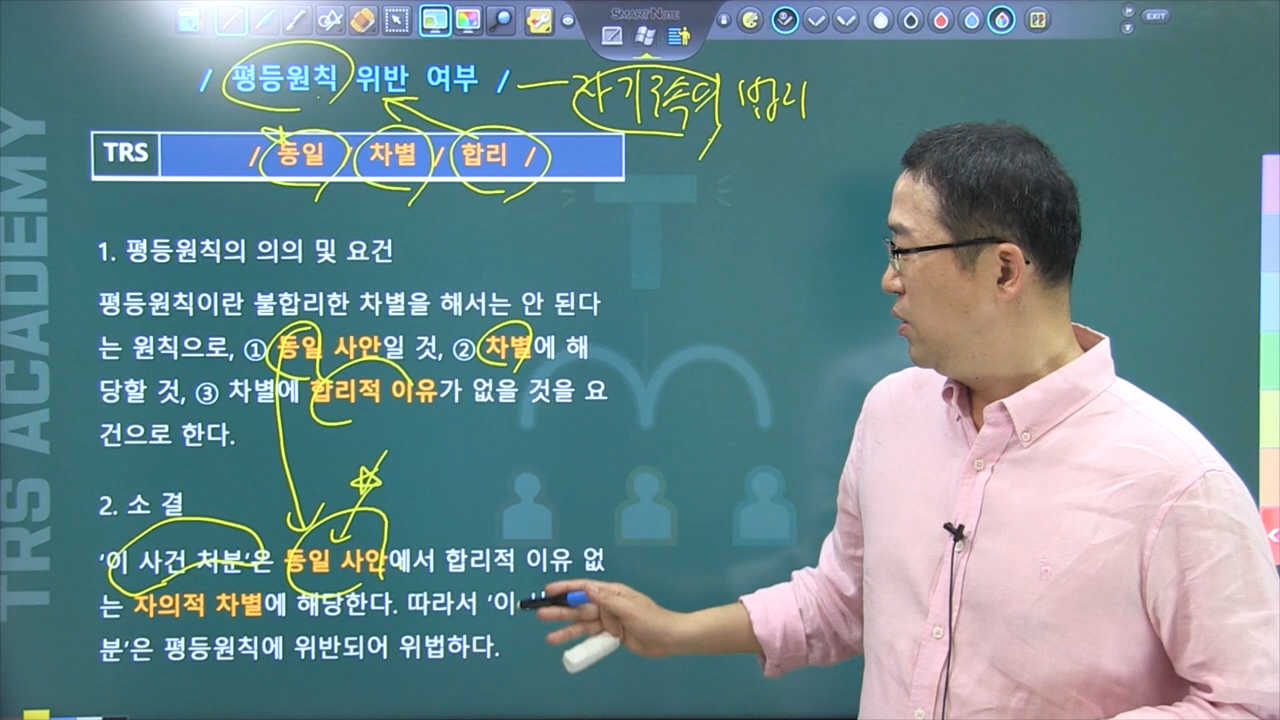 SMART NOTE
EXIT
/ 평등원칙 위반 여부 / — 자기구속의 법리
TRS / 동일 / 차별 / 합리 /
TRS ACADEMY
1. 평등원칙의 의의 및 요건
평등원칙이란 불합리한 차별을 해서는 안 된다
는 원칙으로, ① 동일 사안일 것, ② 차별에 해
당할 것, ③ 차별에 합리적 이유가 없을 것을 요
건으로 한다.
2. 소 결
'이 사건 처분'은 동일 사안에서 합리적 이유 없
는 자의적 차별에 해당한다. 따라서 '이
분'은 평등원칙에 위반되어 위법하다.